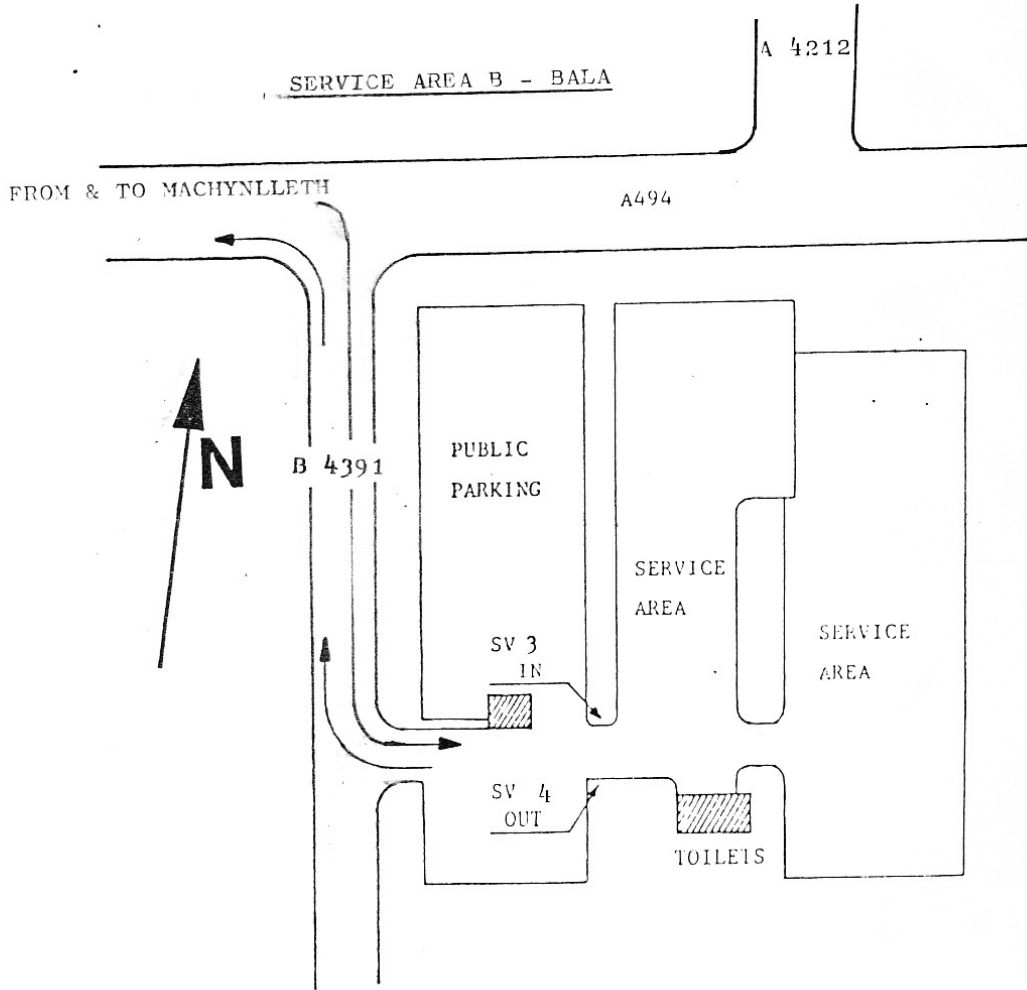 A 4212
SERVICE AREA B - BALA
FROM & TO MACHYNLLETH
A494
N
B 4391
PUBLIC
PARKING
SERVICE
AREA
SERVICE
AREA
SV 3
IN
SV 4
OUT
TOILETS